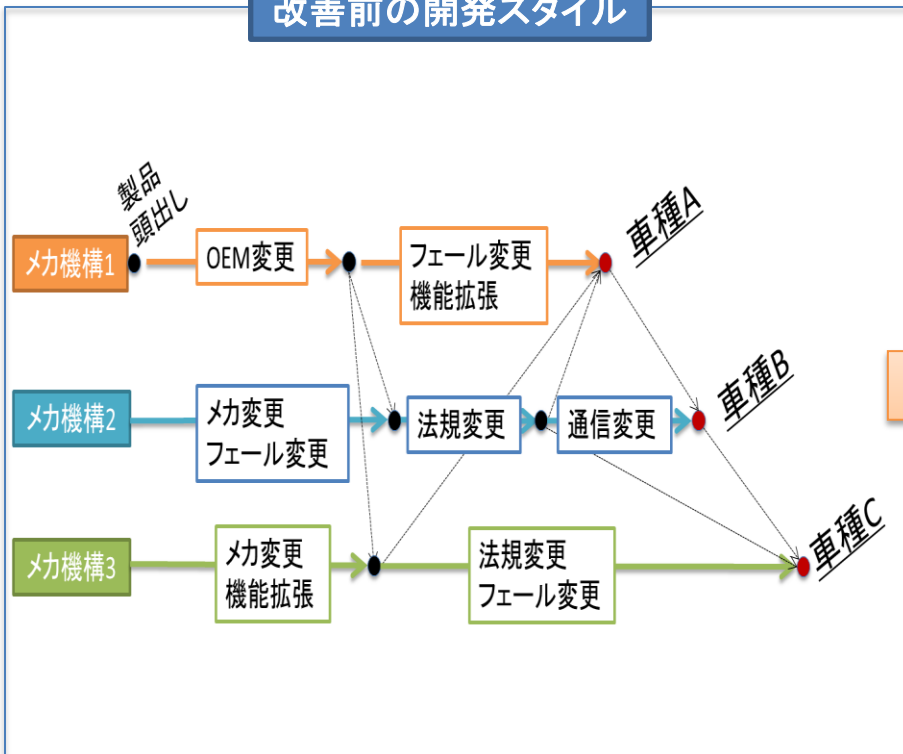 改善前の開発スタイル
製品
頭出し
車種A
メカ機構1
OEM変更
フェール変更
機能拡張
車種B
メカ機構2
メカ変更
フェール変更
法規変更
通信変更
車種C
メカ機構3
メカ変更
機能拡張
法規変更
フェール変更